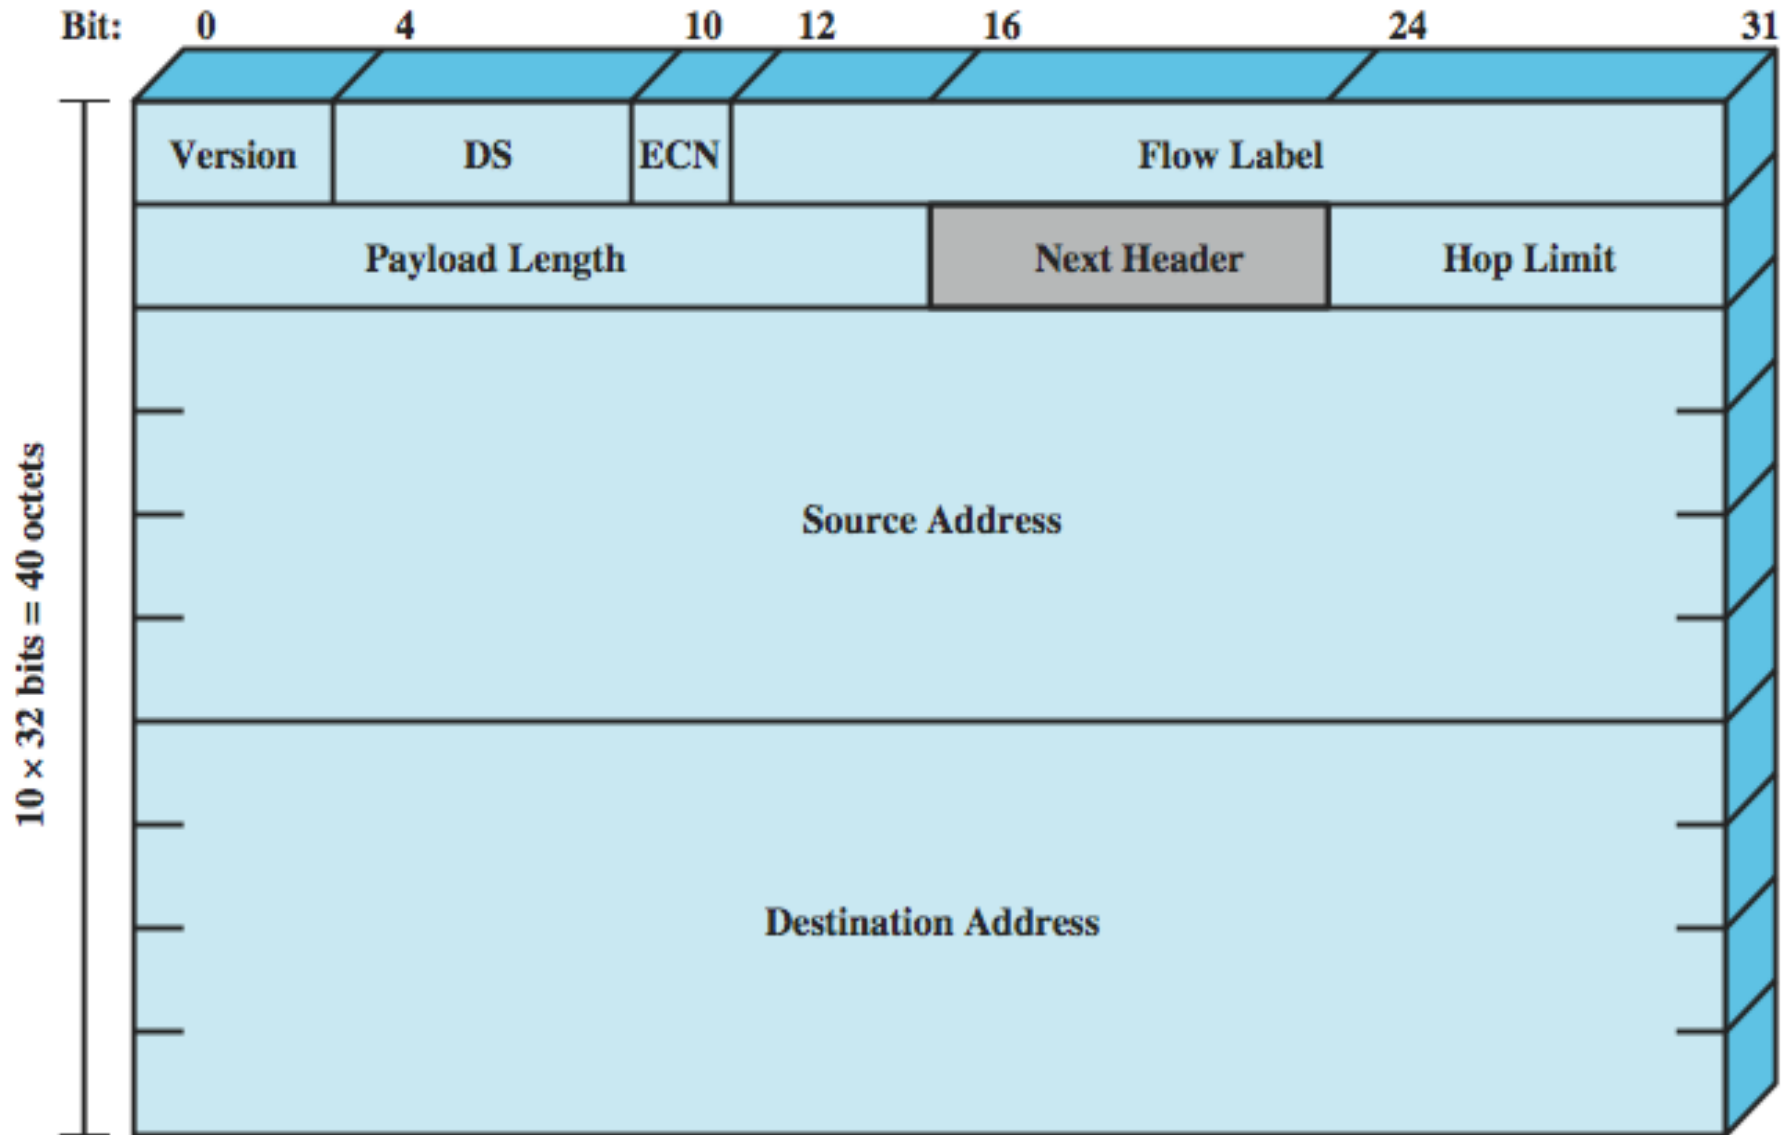 Bit: 0 4 10 12 16 24 31
Version DS ECN Flow Label
Payload Length Next Header Hop Limit
Source Address
10 × 32 bits = 40 octets
Destination Address